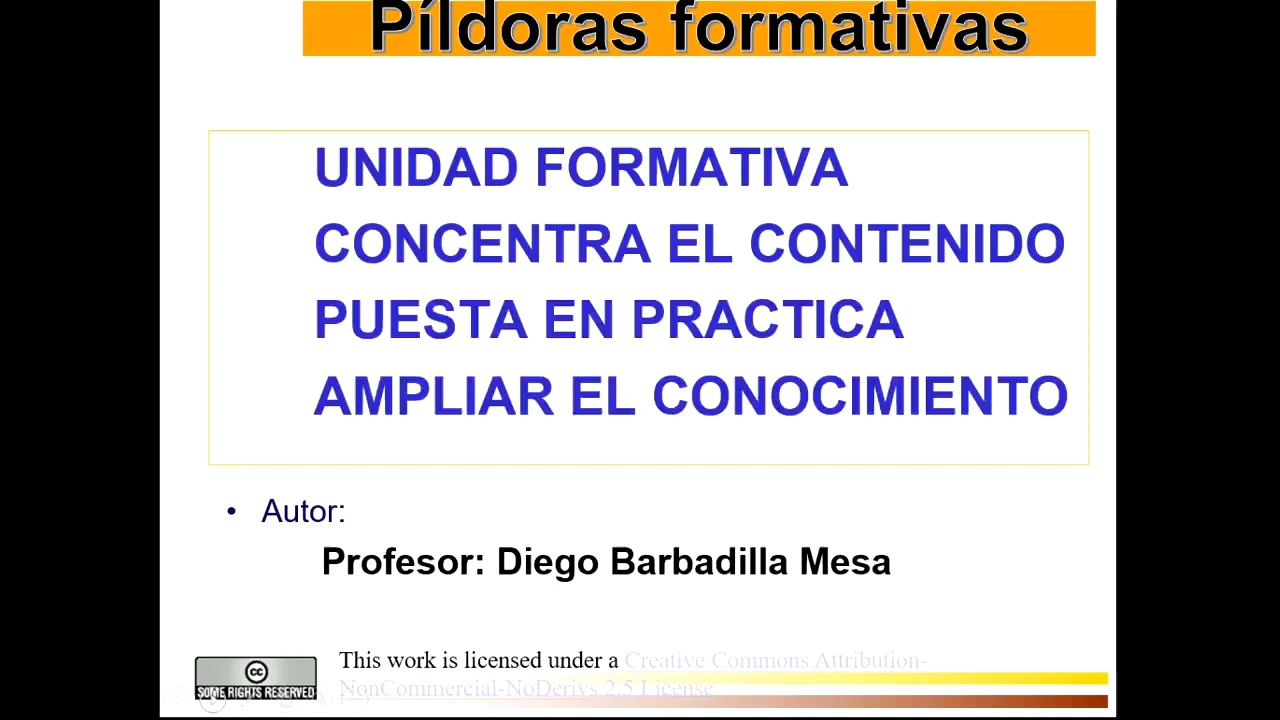 Píldoras formativas
UNIDAD FORMATIVA
CONCENTRA EL CONTENIDO
PUESTA EN PRACTICA
AMPLIAR EL CONOCIMIENTO
• Autor:
Profesor: Diego Barbadilla Mesa
This work is licensed under a Creative Commons Attribution-
NonCommercial-NoDerivs 2.5 License
cc
SOME RIGHTS RESERVED